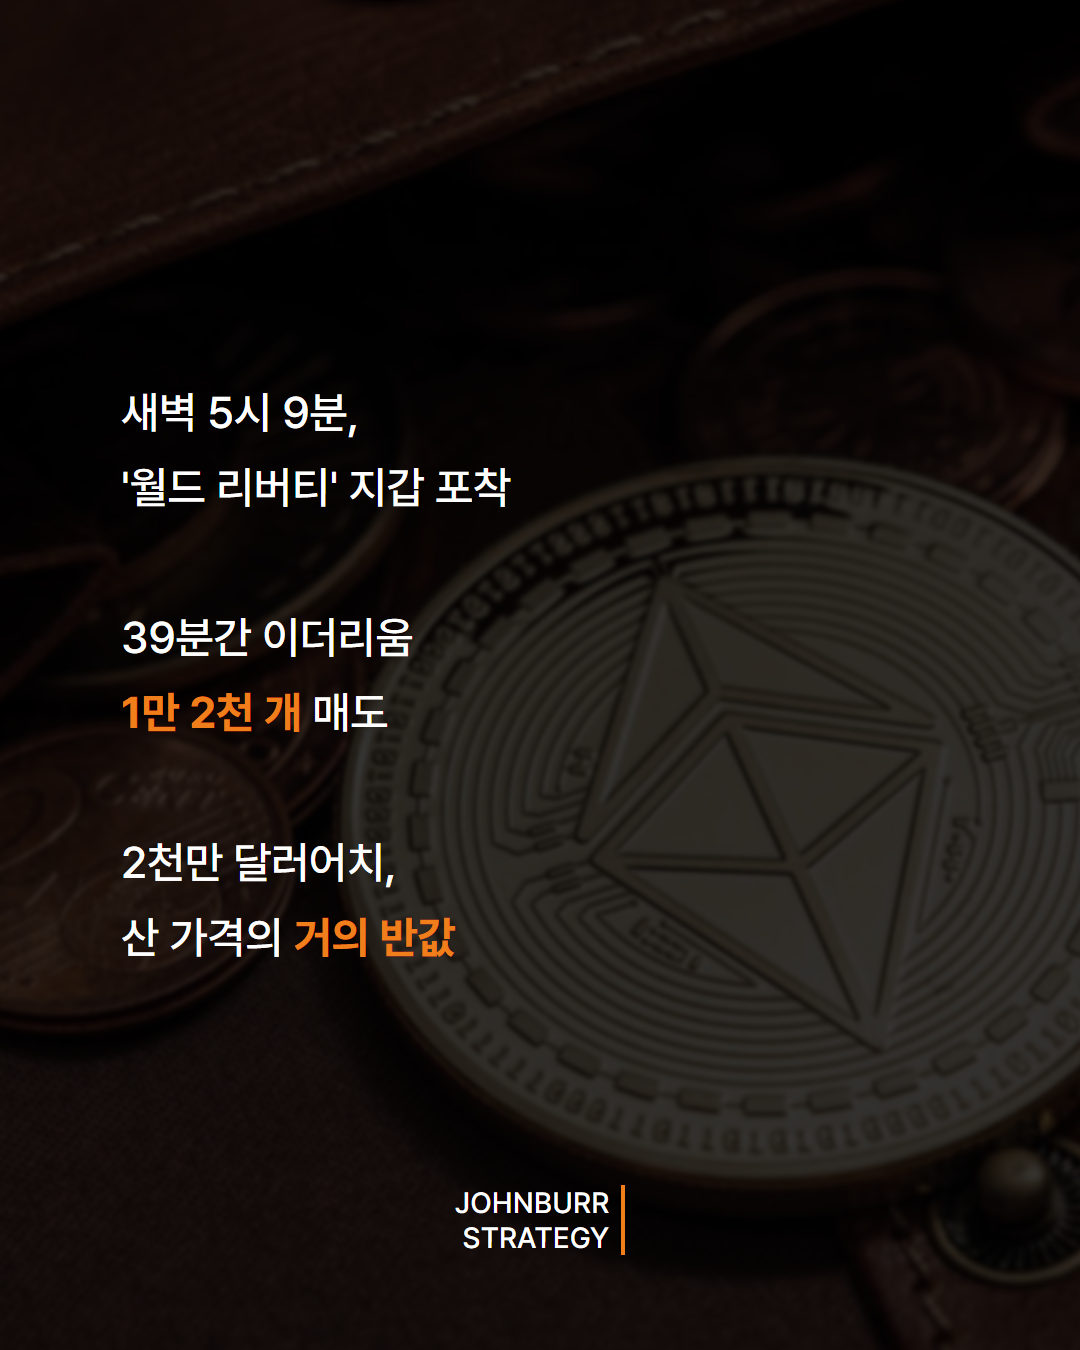 새벽 5시 9분,
'월드 리버티' 지갑 포착
39분간 이더리움
1만 2천 개 매도
2천만 달러어치,
산 가격의 거의 반값
JOHNBURR
STRATEGY